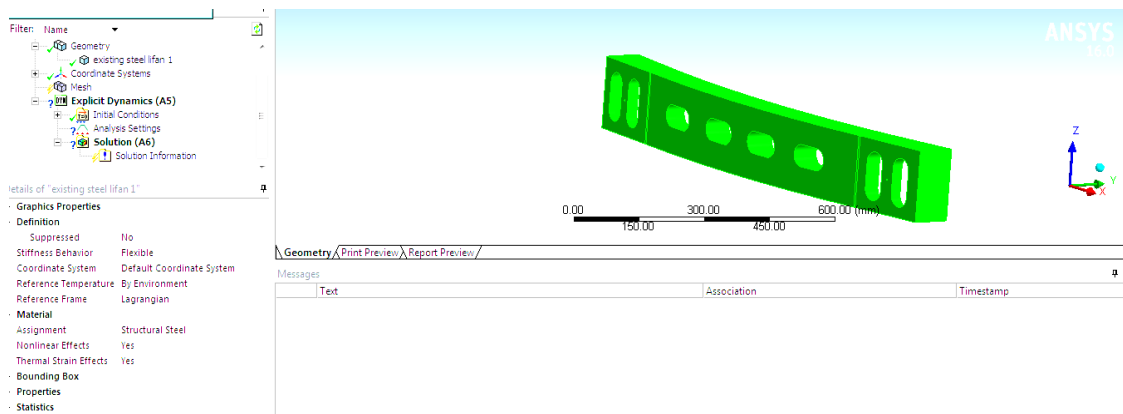 Filter: Name
Geometry
existing steel lifan 1
Coordinate Systems
Mesh
Explicit Dynamics (A5)
Initial Conditions
Analysis Settings
Solution (A6)
Solution Information
Details of "existing steel lifan 1"
Graphics Properties
Definition
Suppressed No
Stiffness Behavior Flexible
Coordinate System Default Coordinate System
Reference Temperature By Environment
Reference Frame Lagrangian
Material
Assignment Structural Steel
Nonlinear Effects Yes
Thermal Strain Effects Yes
Bounding Box
Properties
Statistics
ANSYS
Z
Y
X
0.00 300.00 600.00 (mm)
150.00 450.00
Geometry Print Preview Report Preview
Messages
Text Association Timestamp